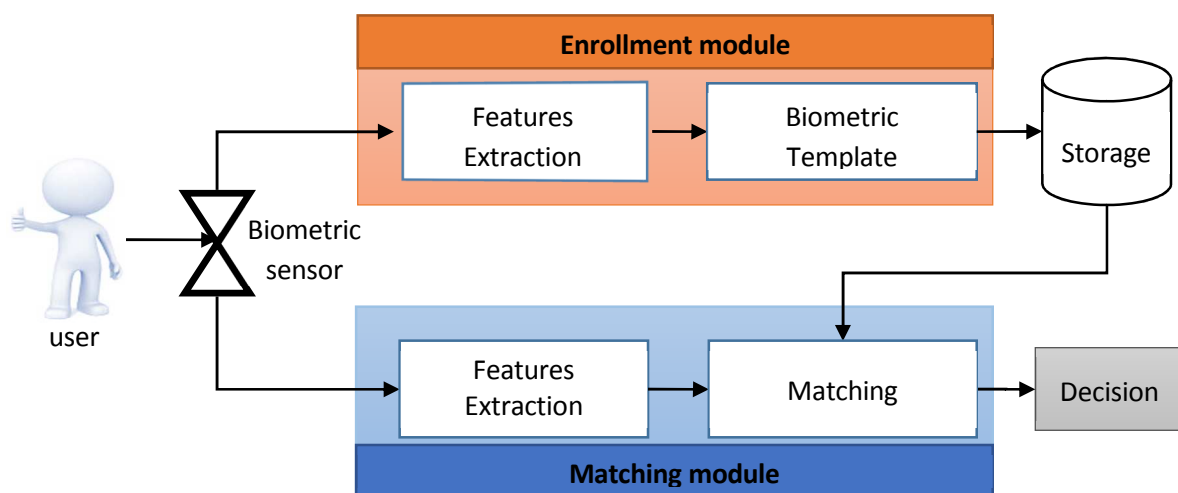 Enrollment module
Features
Extraction
Biometric
Template
Storage
Biometric
sensor
user
Features
Extraction
Matching
Decision
Matching module